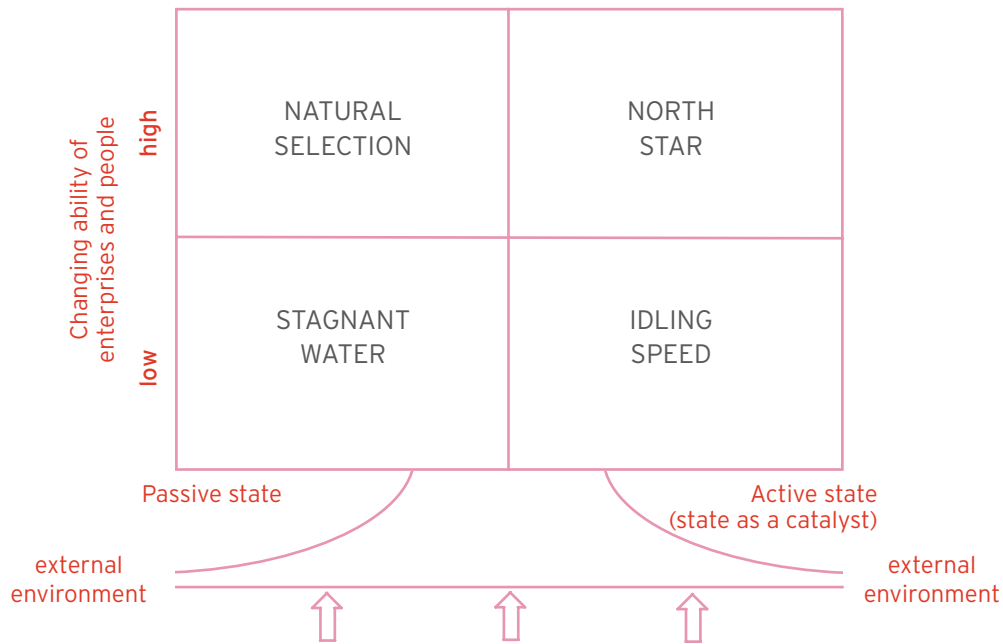 Changing ability of
enterprises and people
high
low
NATURAL
SELECTION
NORTH
STAR
STAGNANT
WATER
IDLING
SPEED
Passive state
Active state
(state as a catalyst)
external
environment
external
environment